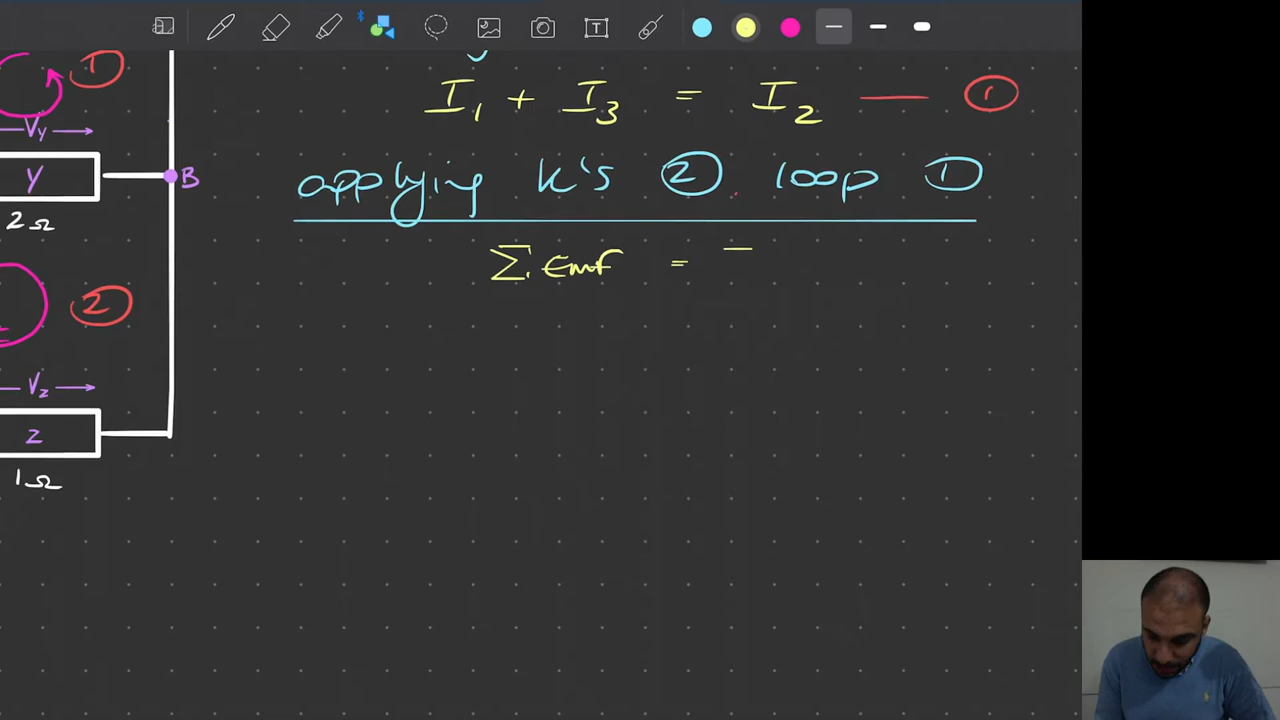 ①
Vy
y
B
2Ω
②
Vz
z
1Ω
I₁ + I₃ = I₂ — ①
applying k's ② loop ①
Σ Emf =
T